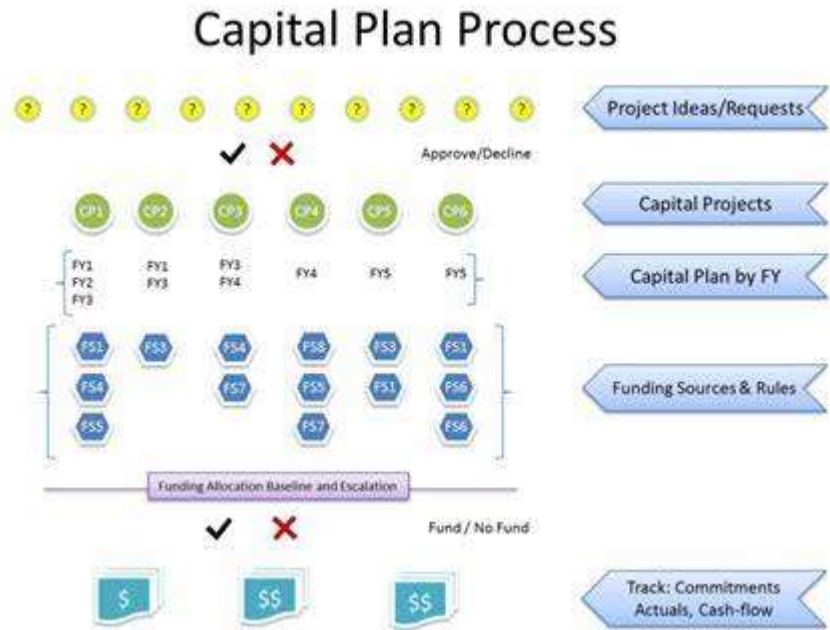 Capital Plan Process
? ? ? ? ? ? ? ? ? ?
Project Ideas/Requests
Approve/Decline
CP1 CP2 CP3 CP4 CP5 CP6
Capital Projects
FY1 FY1 FY3 FY4 FY5 FY5
FY2 FY3 FY4
FY3
Capital Plan by FY
FS1 FS3 FS4 FS8 FS3 FS1
FS4 FS7 FS5 FS1 FS6
FS5 FS7 FS6
Funding Sources & Rules
Funding Allocation Baseline and Escalation
Fund / No Fund
$ $$ $$
Track: Commitments
Actuals, Cash-flow